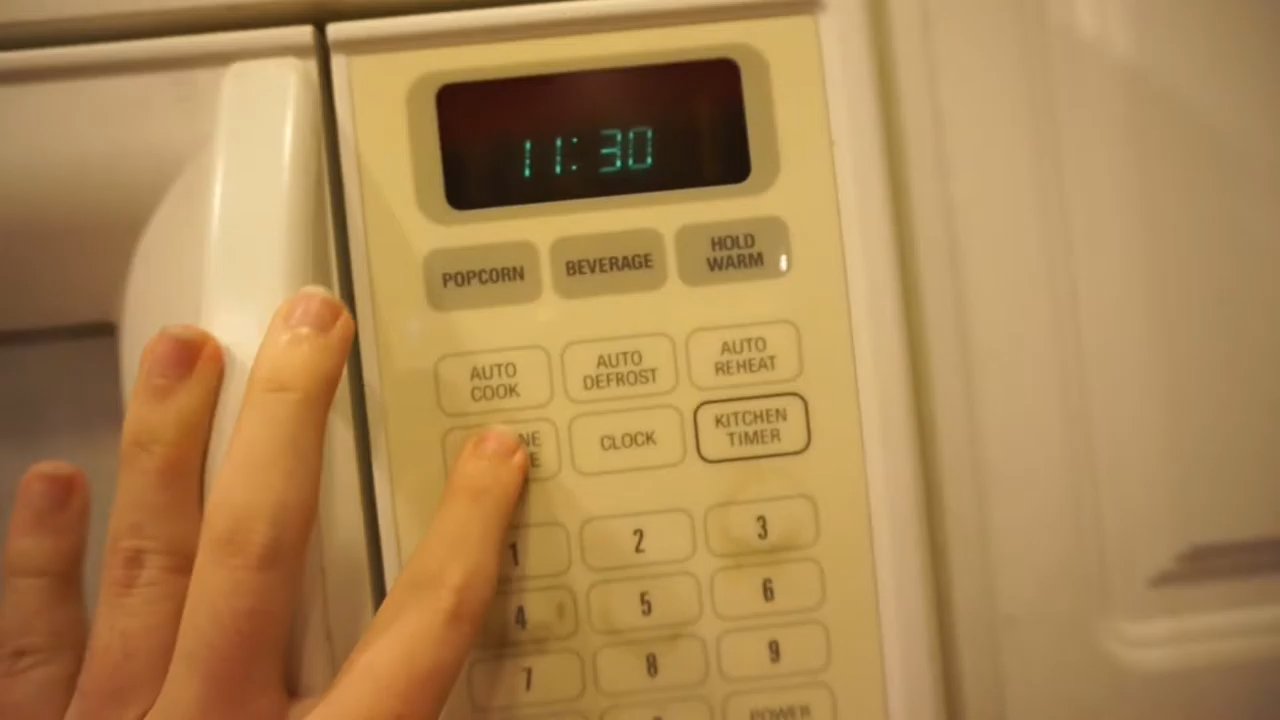 11:30
POPCORN
BEVERAGE
HOLD
WARM
AUTO
COOK
AUTO
DEFROST
AUTO
REHEAT
CLOCK
KITCHEN
TIMER
1
2
3
4
5
6
7
8
9
POWER